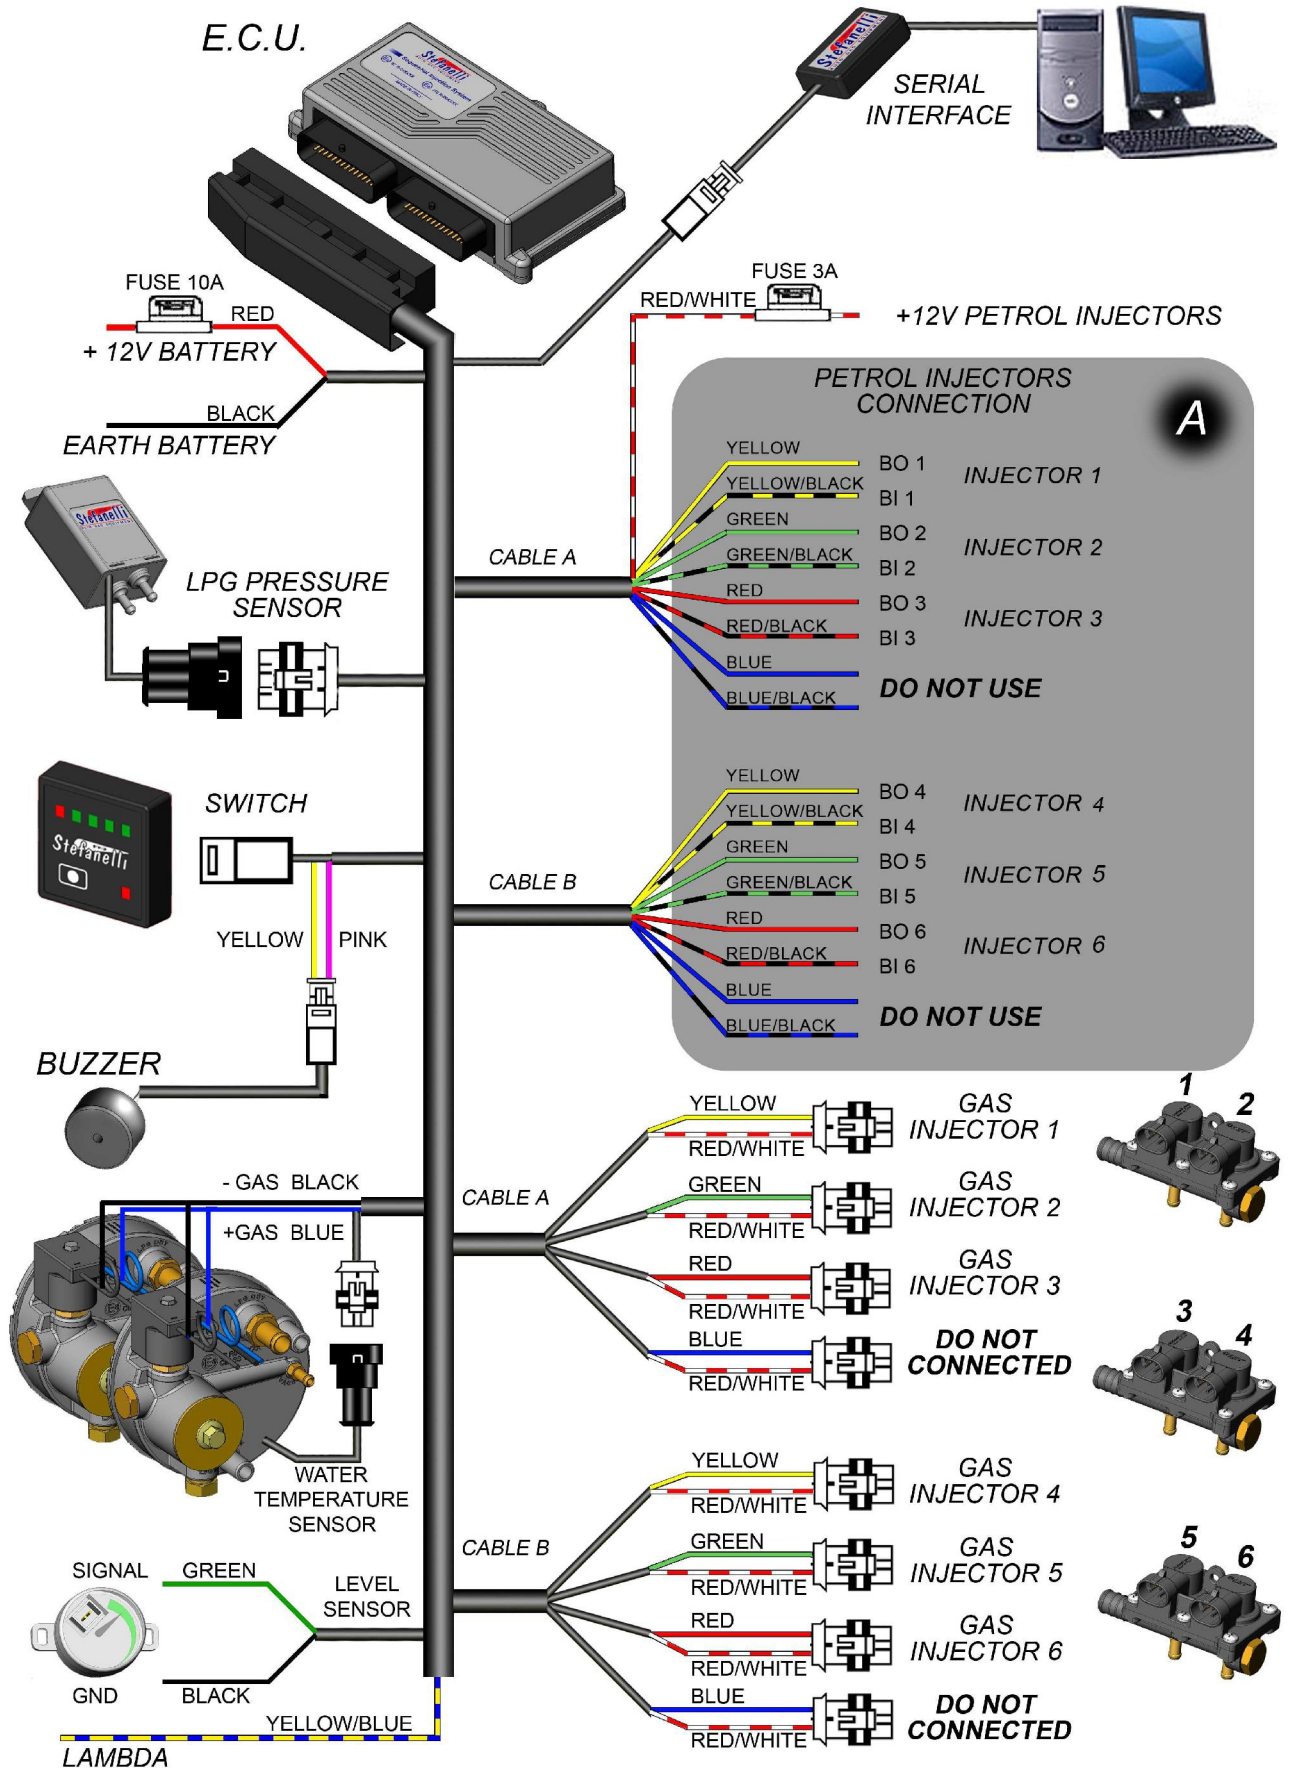 E.C.U.
Stefanelli
Sequential Injection System
Stefanelli
SERIAL
INTERFACE
FUSE 10A
RED
+ 12V BATTERY
BLACK
EARTH BATTERY
FUSE 3A
RED/WHITE
+12V PETROL INJECTORS
PETROL INJECTORS
CONNECTION
A
CABLE A
YELLOW
BO 1
YELLOW/BLACK
BI 1
INJECTOR 1
GREEN
BO 2
GREEN/BLACK
BI 2
INJECTOR 2
RED
BO 3
RED/BLACK
BI 3
INJECTOR 3
BLUE
BLUE/BLACK
DO NOT USE
Stefanelli
LPG PRESSURE
SENSOR
CABLE B
YELLOW
BO 4
YELLOW/BLACK
BI 4
INJECTOR 4
GREEN
BO 5
GREEN/BLACK
BI 5
INJECTOR 5
RED
BO 6
RED/BLACK
BI 6
INJECTOR 6
BLUE
BLUE/BLACK
DO NOT USE
Stefanelli
SWITCH
YELLOW
PINK
BUZZER
- GAS BLACK
+GAS BLUE
WATER
TEMPERATURE
SENSOR
CABLE A
YELLOW
RED/WHITE
GAS
INJECTOR 1
GREEN
RED/WHITE
GAS
INJECTOR 2
RED
RED/WHITE
GAS
INJECTOR 3
BLUE
RED/WHITE
DO NOT
CONNECTED
1
2
3
4
CABLE B
YELLOW
RED/WHITE
GAS
INJECTOR 4
GREEN
RED/WHITE
GAS
INJECTOR 5
RED
RED/WHITE
GAS
INJECTOR 6
BLUE
RED/WHITE
DO NOT
CONNECTED
5
6
SIGNAL
GREEN
LEVEL
SENSOR
GND
BLACK
YELLOW/BLUE
LAMBDA